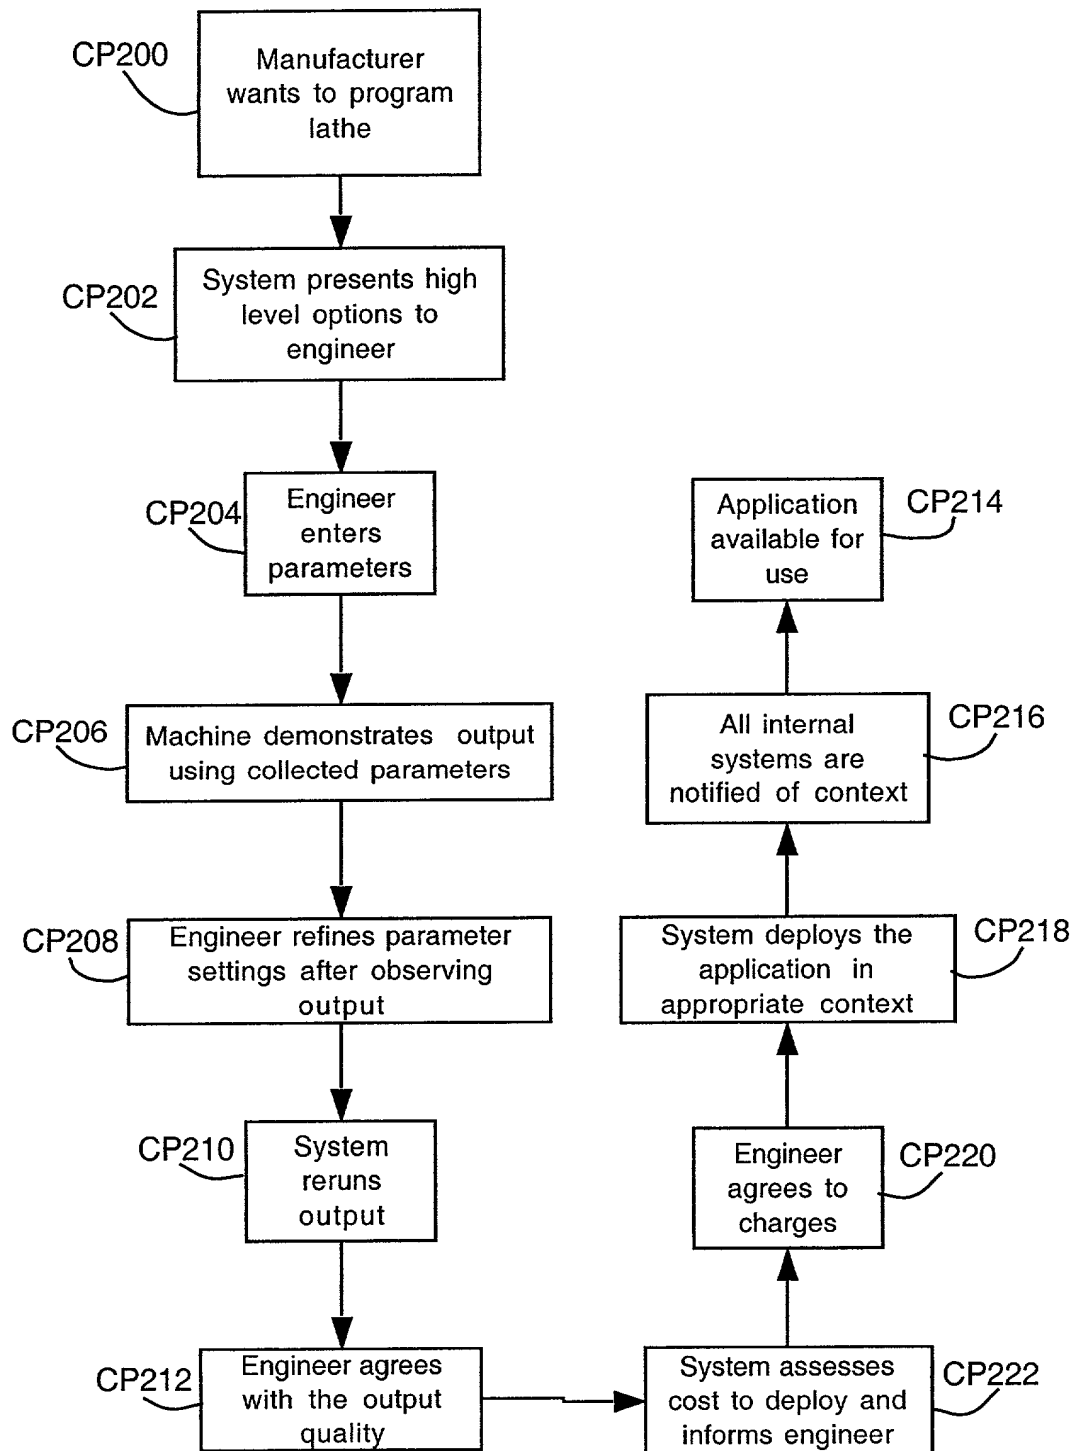 CP200
Manufacturer
wants to program
lathe
CP202
System presents high
level options to
engineer
CP204
Engineer
enters
parameters
CP206
Machine demonstrates output
using collected parameters
CP208
Engineer refines parameter
settings after observing
output
CP210
System
reruns
output
CP212
Engineer agrees
with the output
quality
System assesses
cost to deploy and
informs engineer
CP222
Engineer
agrees to
charges
CP220
System deploys the
application in
appropriate context
CP218
All internal
systems are
notified of context
CP216
Application
available for
use
CP214